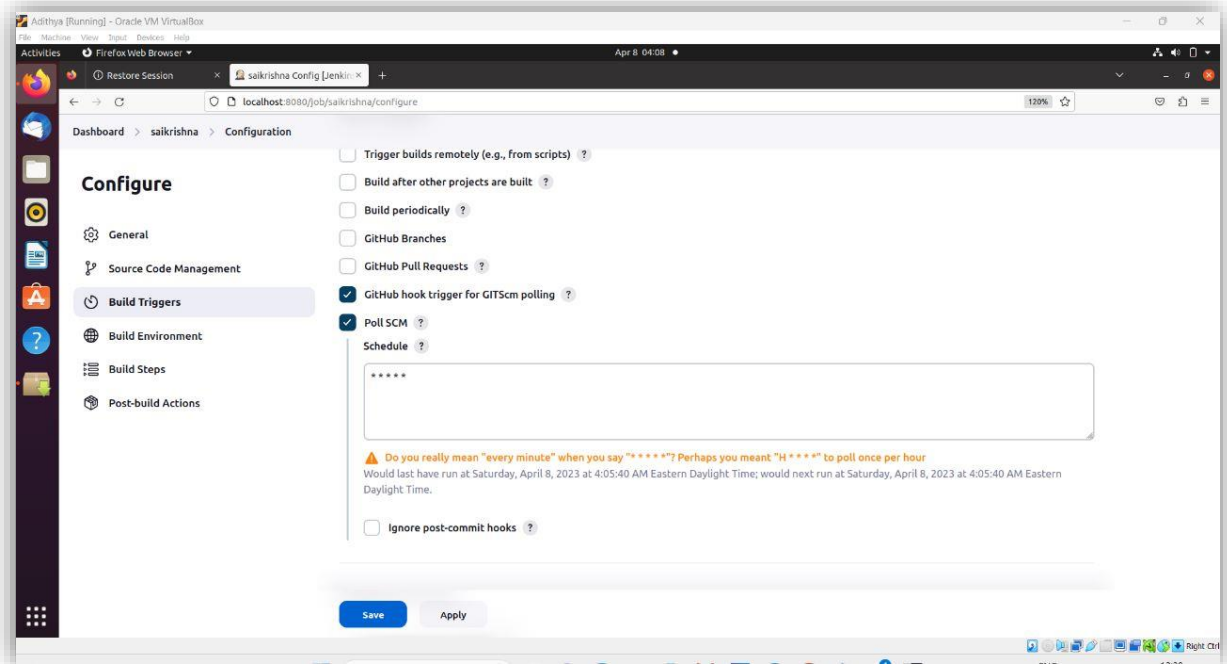 Adithya [Running] - Oracle VM VirtualBox
File Machine View Input Devices Help
Activities Firefox Web Browser Apr 8 04:08
Restore Session saikrishna Config [Jenkins
localhost:8080/job/saikrishna/configure 120%
Dashboard > saikrishna > Configuration
Configure
General
Source Code Management
Build Triggers
Build Environment
Build Steps
Post-build Actions
Trigger builds remotely (e.g., from scripts) ?
Build after other projects are built ?
Build periodically ?
GitHub Branches
GitHub Pull Requests ?
GitHub hook trigger for GITScm polling ?
Poll SCM ?
Schedule ?
* * * * *
Do you really mean "every minute" when you say "* * * * *"? Perhaps you meant "H * * * *" to poll once per hour
Would last have run at Saturday, April 8, 2023 at 4:05:40 AM Eastern Daylight Time; would next run at Saturday, April 8, 2023 at 4:05:40 AM Eastern
Daylight Time.
Ignore post-commit hooks ?
Save Apply
Right Ctrl